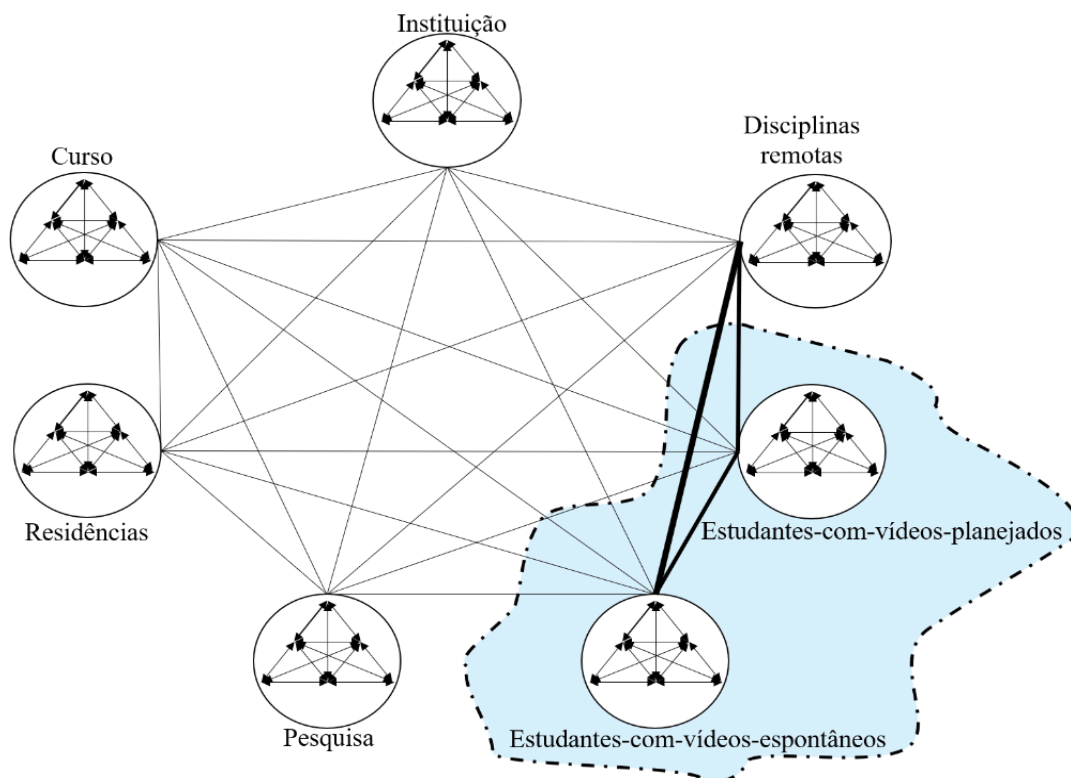 Instituição
Disciplinas
remotas
Curso
Residências
Estudantes-com-vídeos-planejados
Pesquisa
Estudantes-com-vídeos-espontâneos